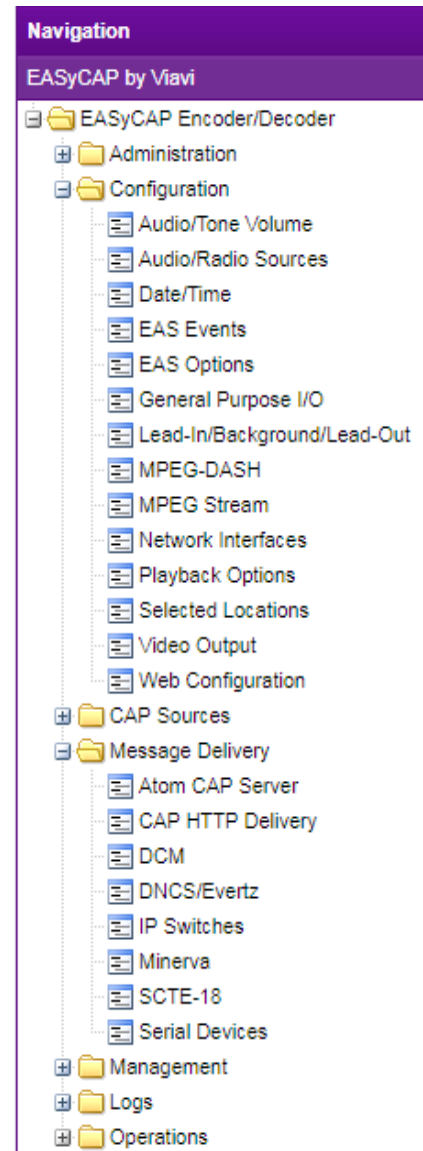 Navigation
EASyCAP by Viavi
EASyCAP Encoder/Decoder
Administration
Configuration
Audio/Tone Volume
Audio/Radio Sources
Date/Time
EAS Events
EAS Options
General Purpose I/O
Lead-In/Background/Lead-Out
MPEG-DASH
MPEG Stream
Network Interfaces
Playback Options
Selected Locations
Video Output
Web Configuration
CAP Sources
Message Delivery
Atom CAP Server
CAP HTTP Delivery
DCM
DNCS/Evertz
IP Switches
Minerva
SCTE-18
Serial Devices
Management
Logs
Operations